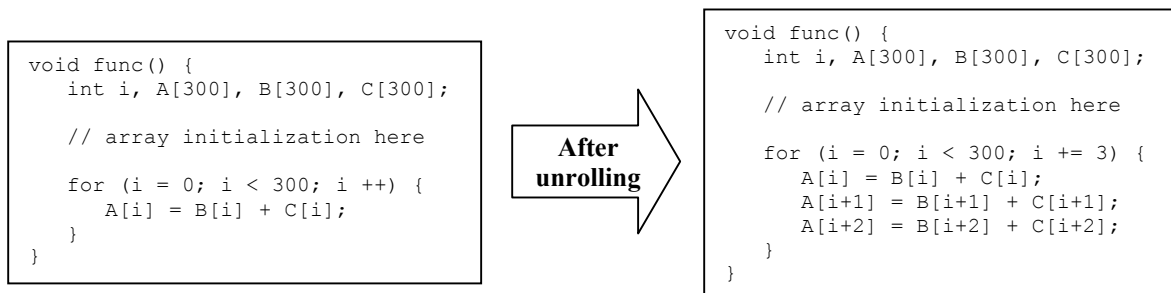 void func() {
int i, A[300], B[300], C[300];
// array initialization here
for (i = 0; i < 300; i ++) {
A[i] = B[i] + C[i];
}
}
After
unrolling
void func() {
int i, A[300], B[300], C[300];
// array initialization here
for (i = 0; i < 300; i += 3) {
A[i] = B[i] + C[i];
A[i+1] = B[i+1] + C[i+1];
A[i+2] = B[i+2] + C[i+2];
}
}